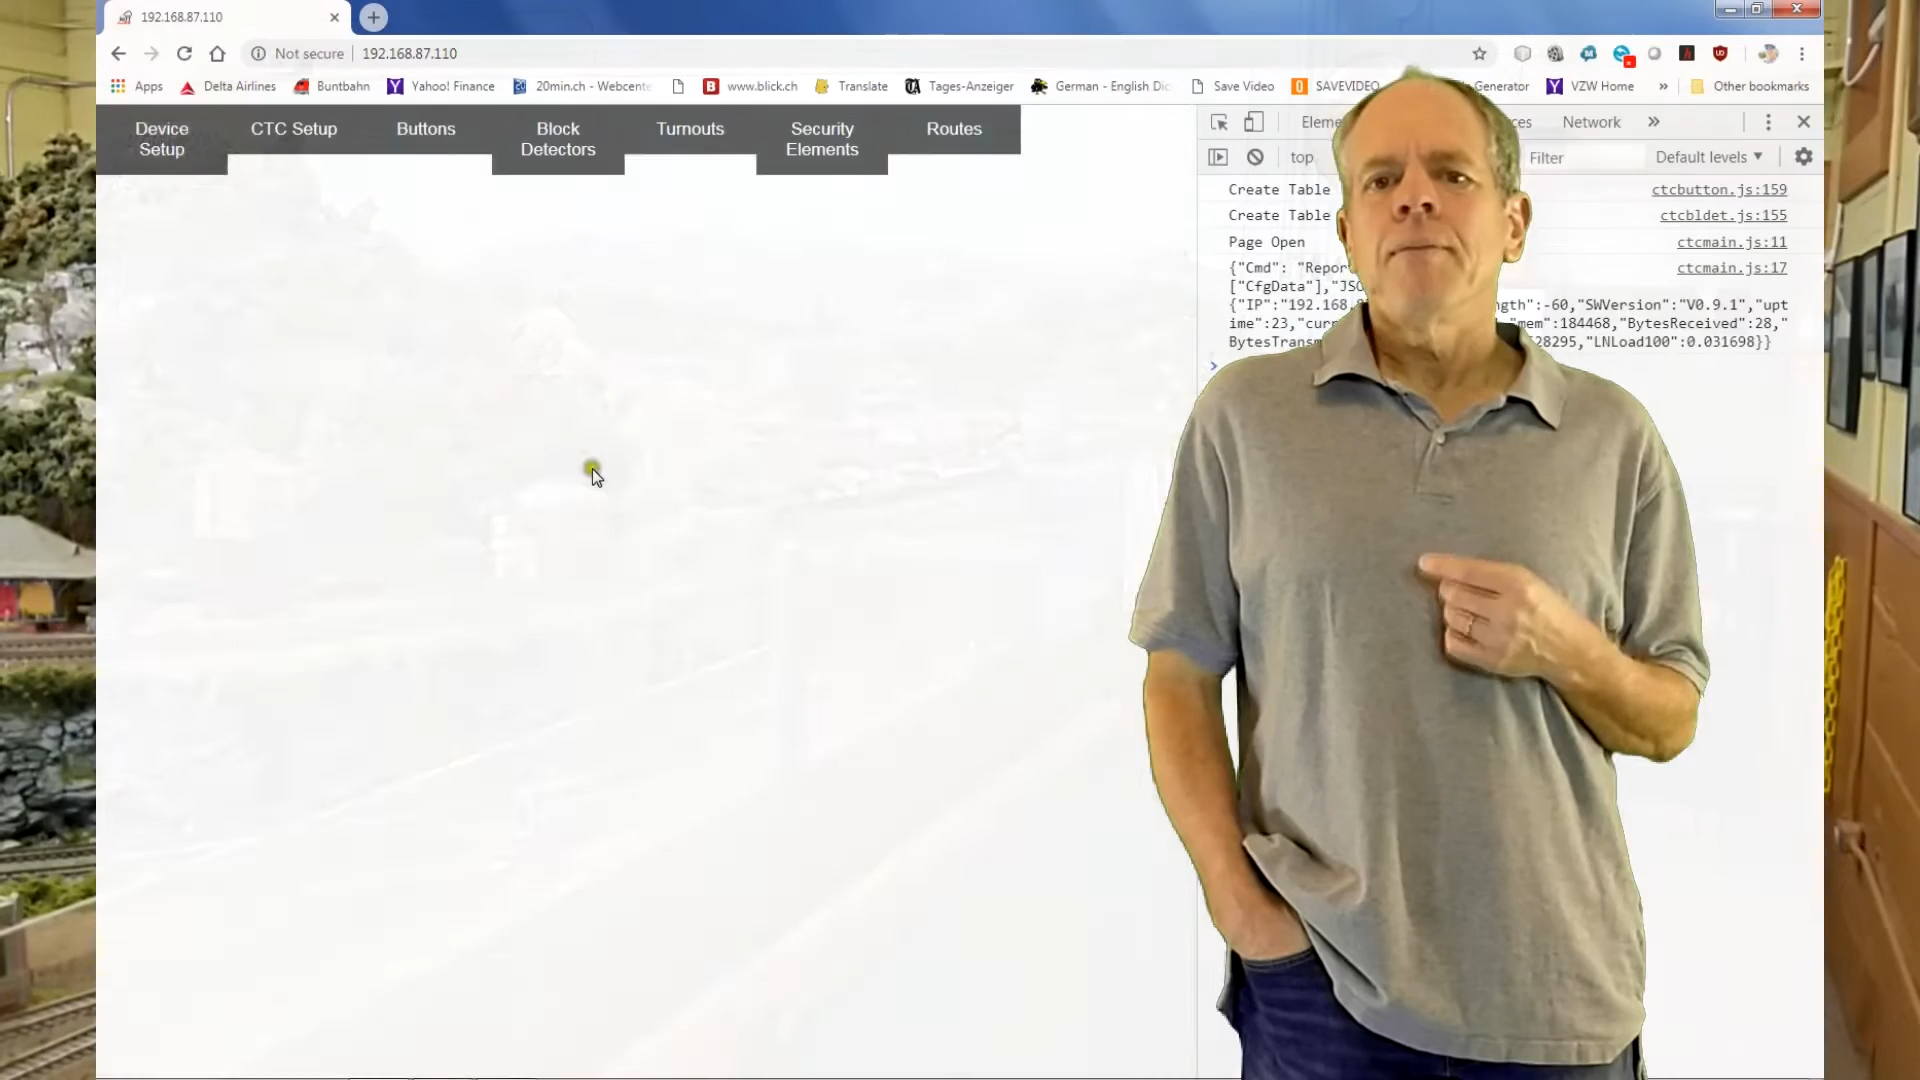 192.168.87.110
Not secure
192.168.87.110
Apps
Delta Airlines
Buntbahn
Yahoo! Finance
20min.ch - Webcente
www.blick.ch
Translate
Tages-Anzeiger
German - English Dic
Save Video
SAVEVIDEO
Generator
VZW Home
»
Other bookmarks
Device
Setup
CTC Setup
Buttons
Block
Detectors
Turnouts
Security
Elements
Routes
Network
»
top
Filter
Default levels ▼
Create Table
ctcbutton.js:159
Create Table
ctcbldet.js:155
Page Open
ctcmain.js:11
{"Cmd": "Repor
ctcmain.js:17
["CfgData"],"JSO
{"IP":"192.168.8 ngth":-60,"SWVersion":"V0.9.1","upt
ime":23,"curr mem":184468,"BytesReceived":28,"
BytesTransm 28295,"LNLoad100":0.031698}}